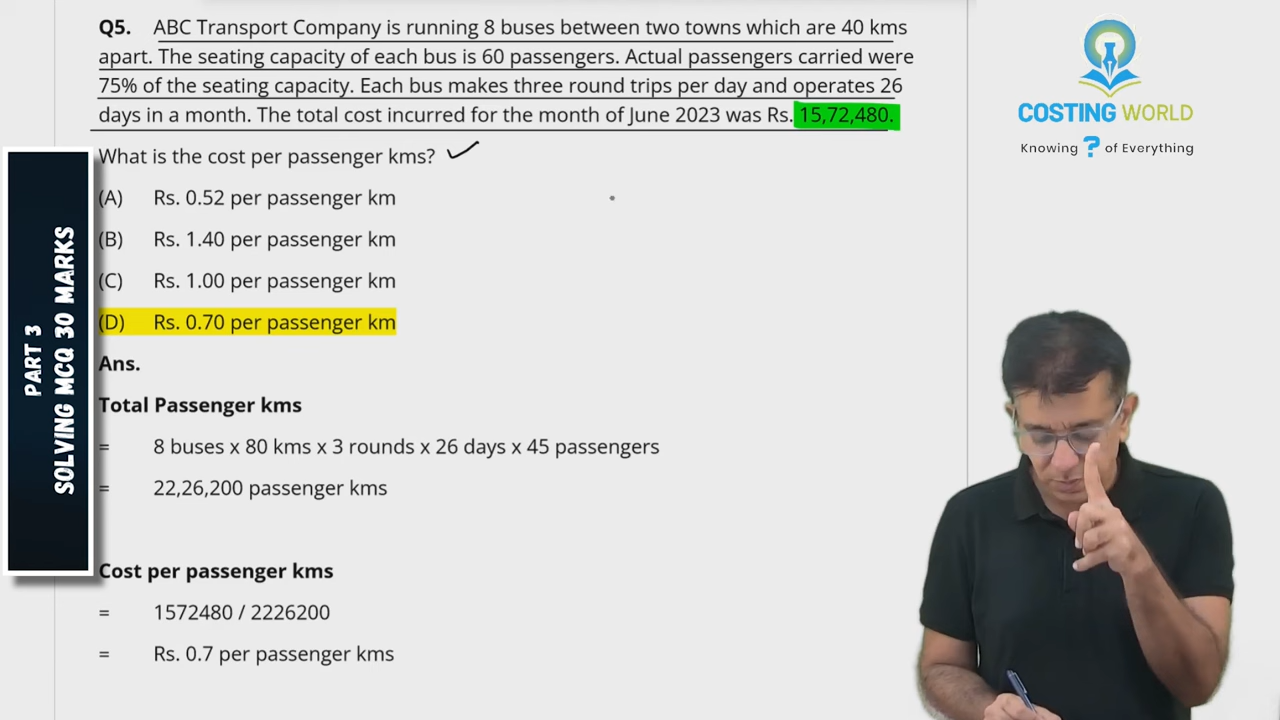 Q5. ABC Transport Company is running 8 buses between two towns which are 40 kms
apart. The seating capacity of each bus is 60 passengers. Actual passengers carried were
75% of the seating capacity. Each bus makes three round trips per day and operates 26
days in a month. The total cost incurred for the month of June 2023 was Rs. 15,72,480.
What is the cost per passenger kms?
(A) Rs. 0.52 per passenger km
(B) Rs. 1.40 per passenger km
(C) Rs. 1.00 per passenger km
(D) Rs. 0.70 per passenger km
Ans.
Total Passenger kms
= 8 buses x 80 kms x 3 rounds x 26 days x 45 passengers
= 22,26,200 passenger kms
Cost per passenger kms
= 1572480 / 2226200
= Rs. 0.7 per passenger kms
PART 3
SOLVING MCQ 30 MARKS
COSTING WORLD
Knowing ? of Everything